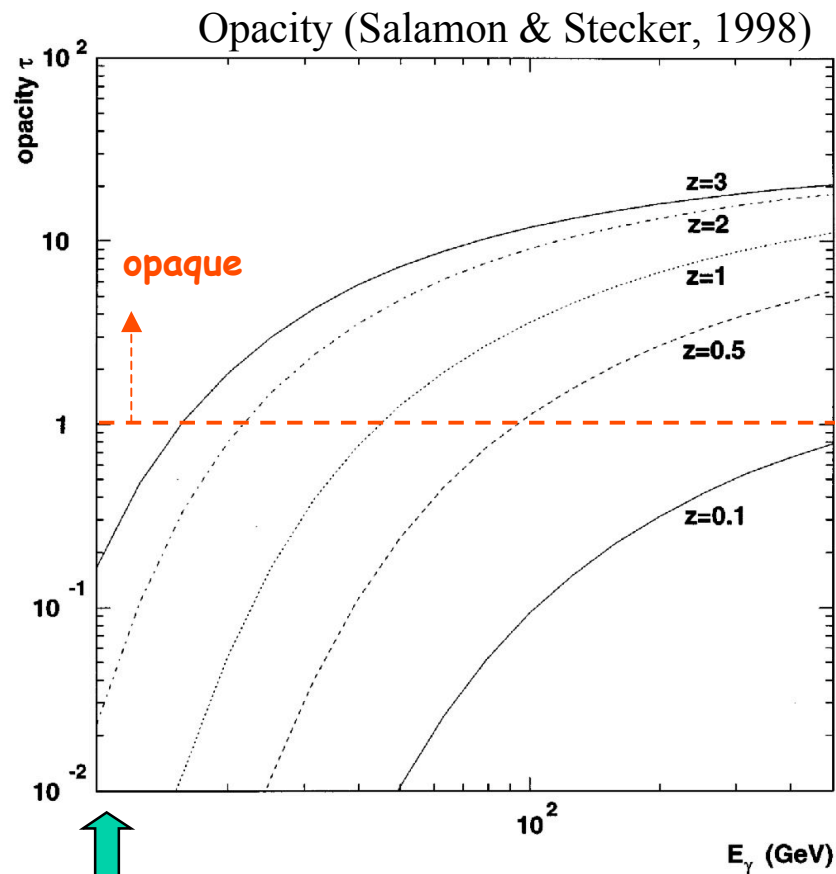 Opacity (Salamon & Stecker, 1998)
opacity τ
10²
10
1
10⁻¹
10⁻²
opaque
z=3
z=2
z=1
z=0.5
z=0.1
10²
E_γ (GeV)